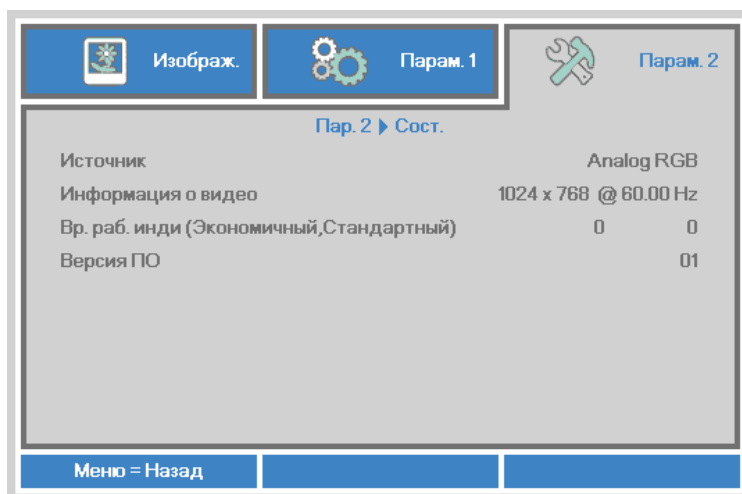 Изображ. Парам. 1 Парам. 2
Пар. 2 ▶ Сост.
Источник Analog RGB
Информация о видео 1024 x 768 @ 60.00 Hz
Вр. раб. инди (Экономичный,Стандартный) 0 0
Версия ПО 01
Меню = Назад